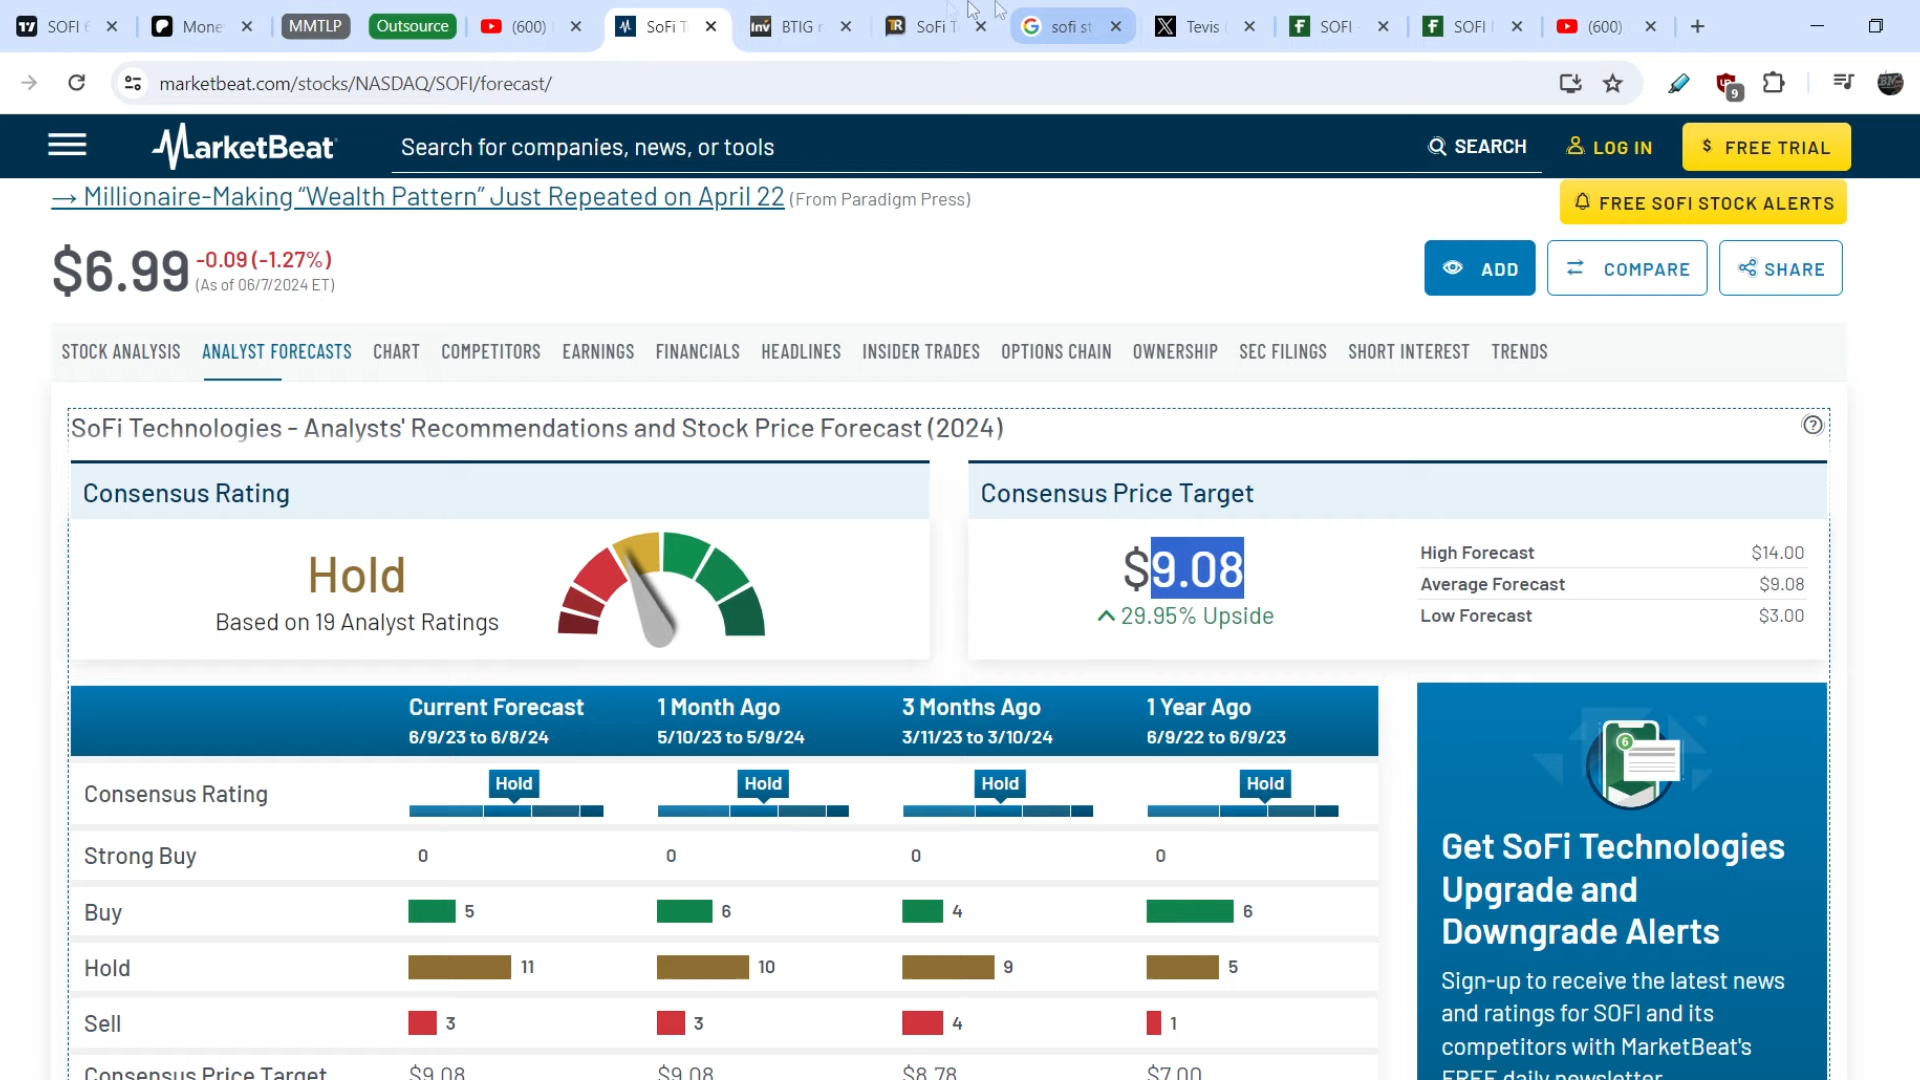 SOFI 6
Mone
MMTLP
Outsource
(600)
SoFi T
BTIG r
SoFi T
sofi st
Tevis
SOFI
SOFI
(600)
marketbeat.com/stocks/NASDAQ/SOFI/forecast/
9
MarketBeat
Search for companies, news, or tools
SEARCH
LOG IN
$ FREE TRIAL
→ Millionaire-Making “Wealth Pattern” Just Repeated on April 22 (From Paradigm Press)
FREE SOFI STOCK ALERTS
$6.99 -0.09 (-1.27%)
(As of 06/7/2024 ET)
ADD
COMPARE
SHARE
STOCK ANALYSIS ANALYST FORECASTS CHART COMPETITORS EARNINGS FINANCIALS HEADLINES INSIDER TRADES OPTIONS CHAIN OWNERSHIP SEC FILINGS SHORT INTEREST TRENDS
SoFi Technologies - Analysts' Recommendations and Stock Price Forecast (2024)
Consensus Rating
Hold
Based on 19 Analyst Ratings
Consensus Price Target
$9.08
29.95% Upside
High Forecast $14.00
Average Forecast $9.08
Low Forecast $3.00
Current Forecast 1 Month Ago 3 Months Ago 1 Year Ago
6/9/23 to 6/8/24 5/10/23 to 5/9/24 3/11/23 to 3/10/24 6/9/22 to 6/9/23
Consensus Rating Hold Hold Hold Hold
Strong Buy 0 0 0 0
Buy 5 6 4 6
Hold 11 10 9 5
Sell 3 3 4 1
Consensus Price Target $9.08 $9.08 $8.78 $7.00
6
Get SoFi Technologies
Upgrade and
Downgrade Alerts
Sign-up to receive the latest news
and ratings for SOFI and its
competitors with MarketBeat's
FREE daily newsletter